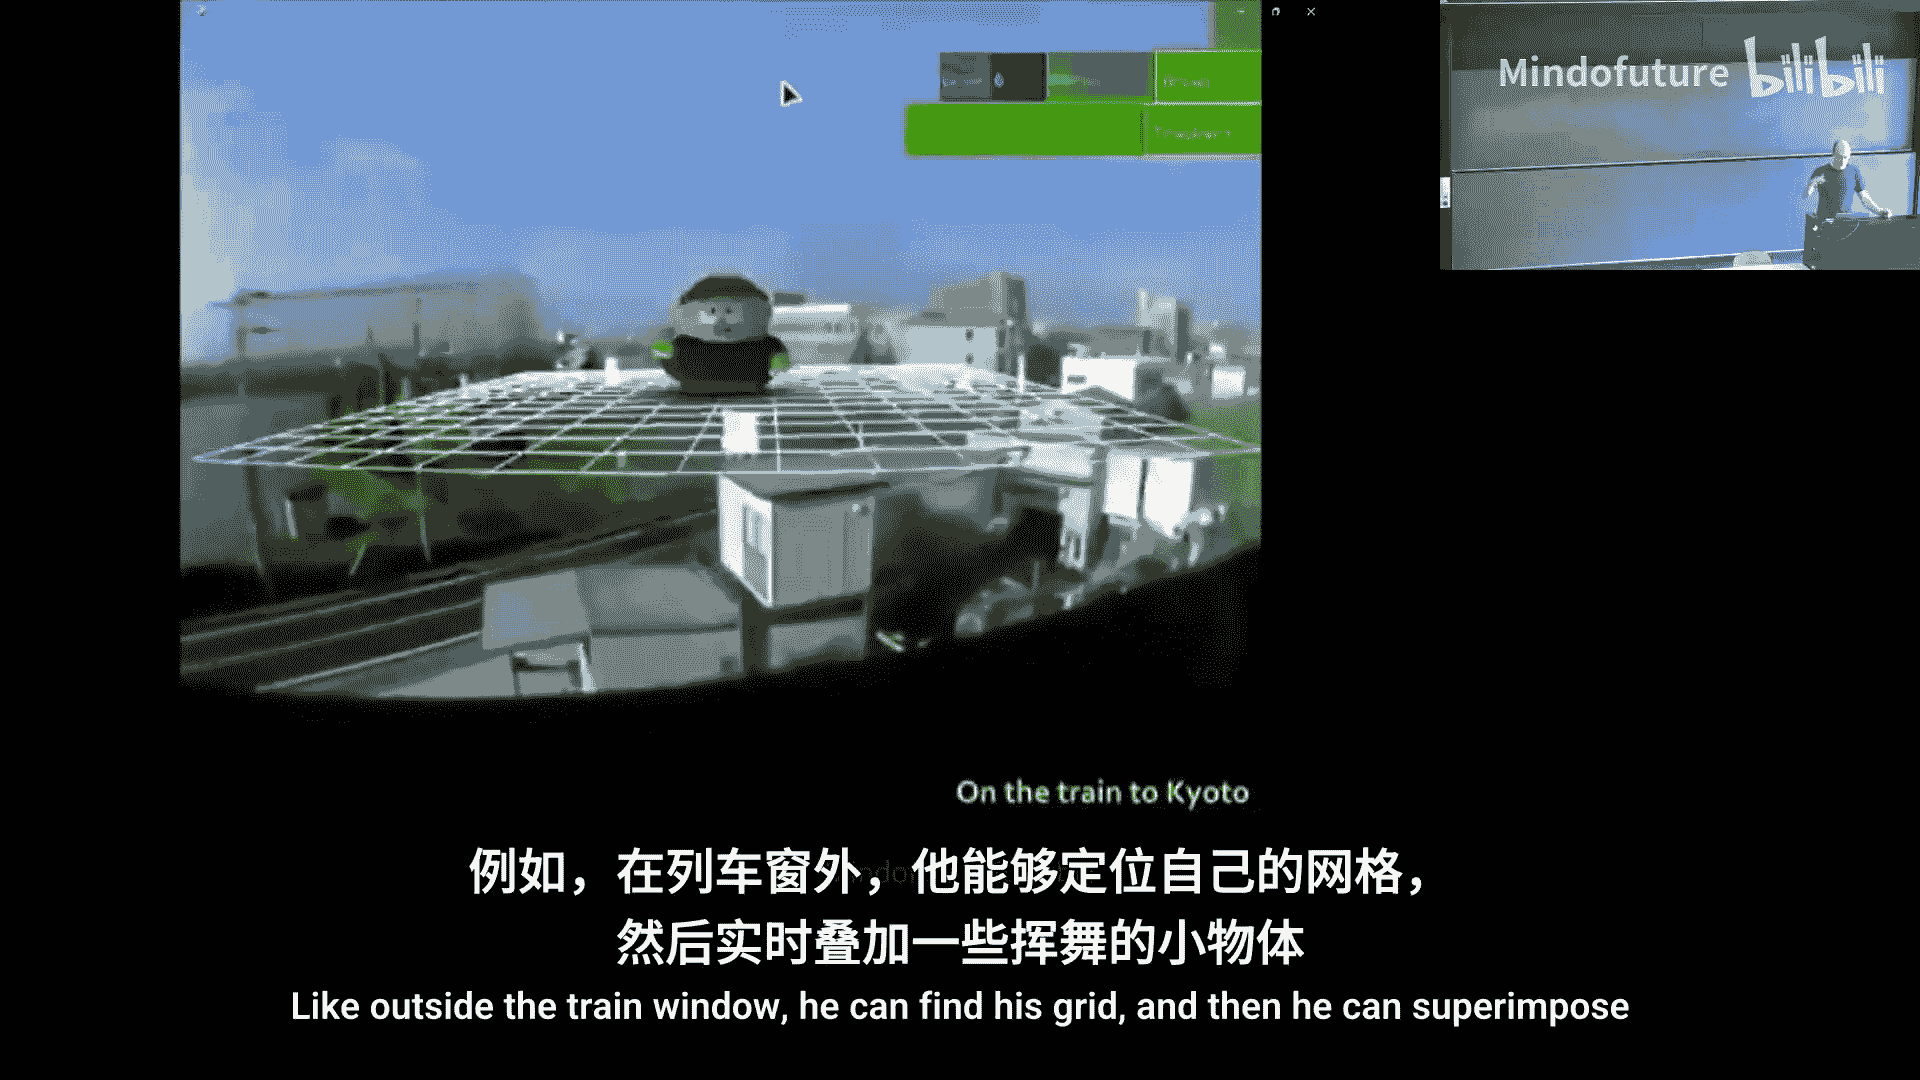 Mindofuture bilibili
On the train to Kyoto
例如，在列车窗外，他能够定位自己的网格，
然后实时叠加一些挥舞的小物体
Like outside the train window, he can find his grid, and then he can superimpose